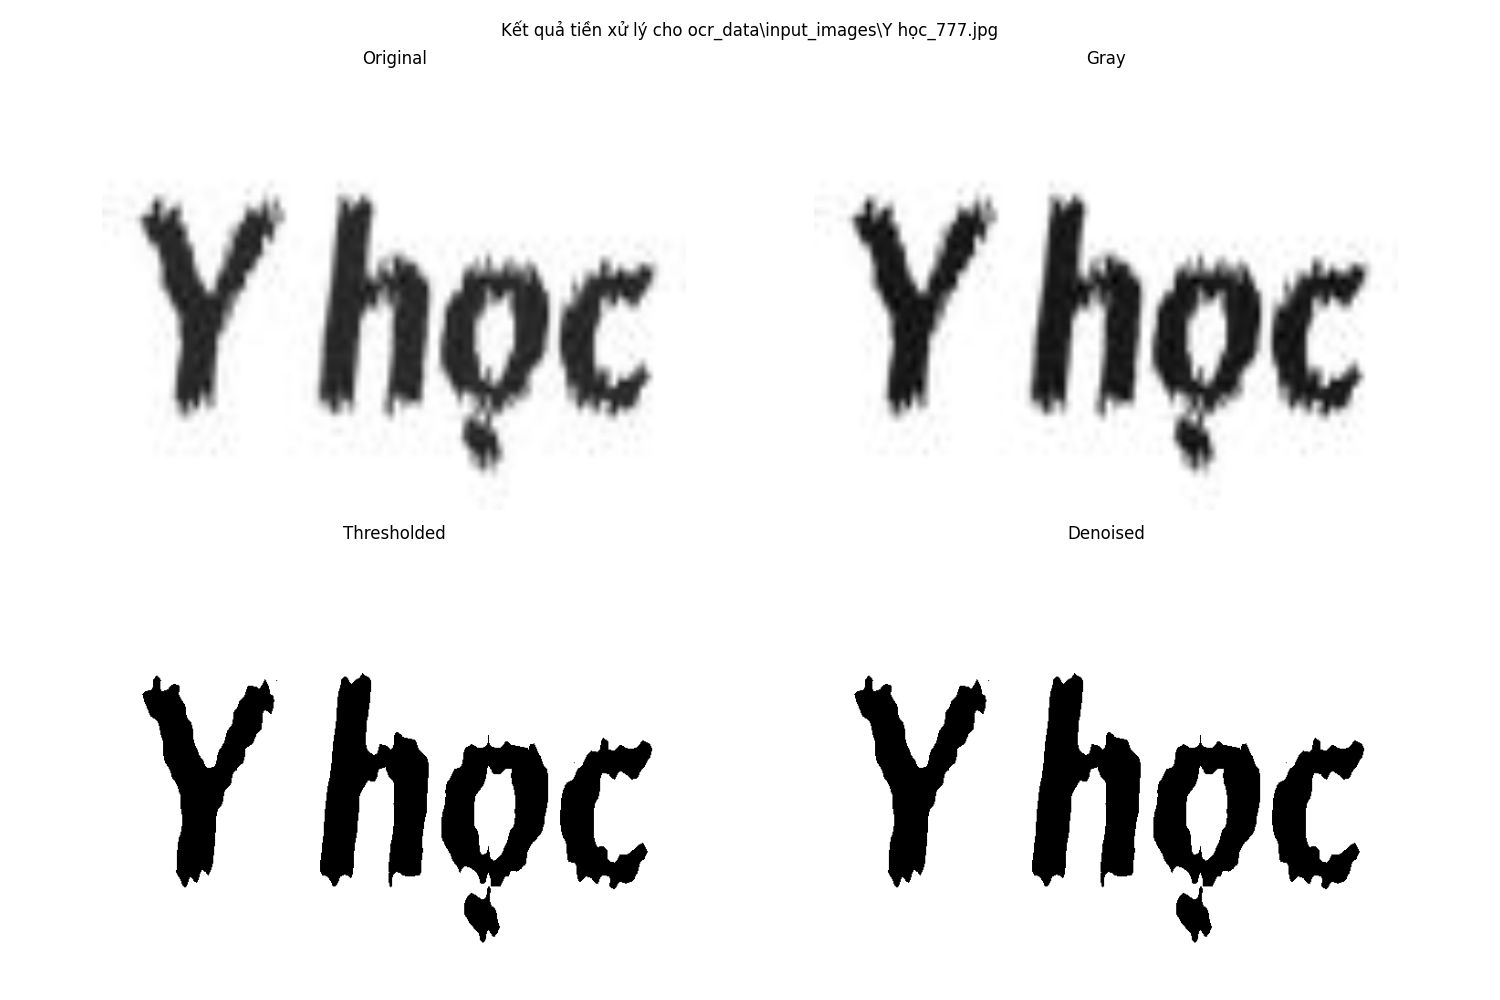 Kết quả tiền xử lý cho ocr_data\input_images\Y học_777.jpg
Original
Gray
Y học
Y học
Thresholded
Denoised
Y học
Y học